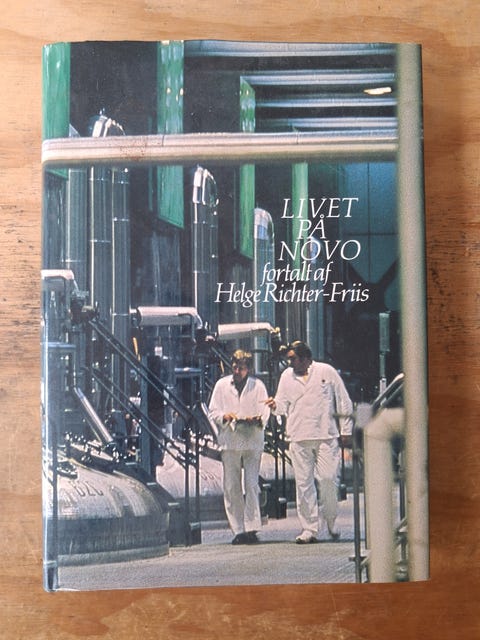 LIVET
PÅ
NOVO
fortalt af
Helge Richter-Friis